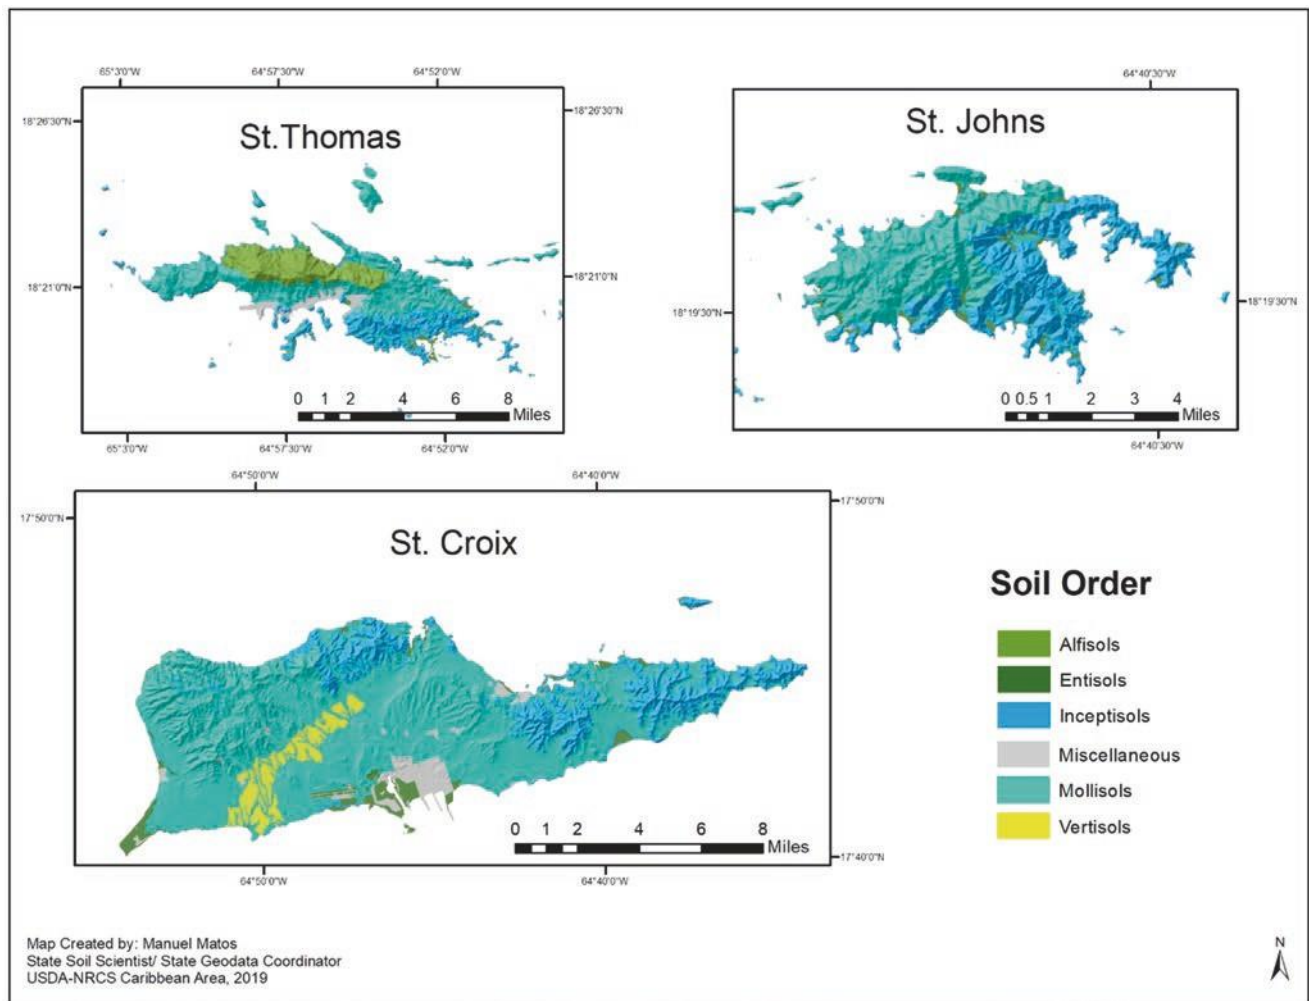 65°3'0"W 64°57'30"W 64°52'0"W
18°26'30"N
18°26'30"N
St.Thomas
18°21'0"N
18°21'0"N
0 1 2 4 6 8
Miles
65°3'0"W 64°57'30"W 64°52'0"W
64°40'30"W
St. Johns
18°19'30"N
18°19'30"N
0 0.5 1 2 3 4
Miles
64°40'30"W
64°50'0"W 64°40'0"W
17°50'0"N
17°50'0"N
St. Croix
0 1 2 4 6 8
Miles
17°40'0"N
64°50'0"W 64°40'0"W
Soil Order
Alfisols
Entisols
Inceptisols
Miscellaneous
Mollisols
Vertisols
Map Created by: Manuel Matos
State Soil Scientist/ State Geodata Coordinator
USDA-NRCS Caribbean Area, 2019
N